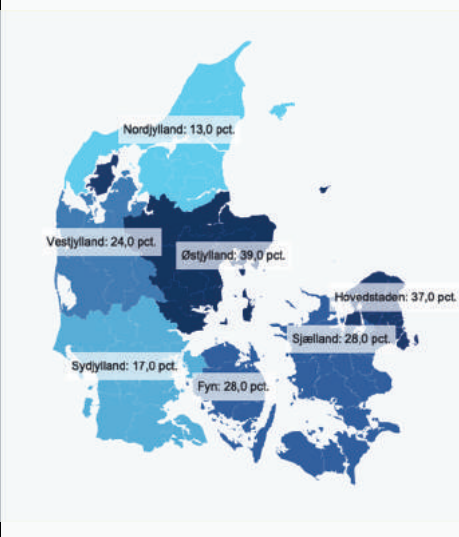 Nordjylland: 13,0 pct.
Vestjylland: 24,0 pct.
Østjylland: 39,0 pct.
Hovedstaden: 37,0 pct.
Sjælland: 28,0 pct.
Sydjylland: 17,0 pct.
Fyn: 28,0 pct.